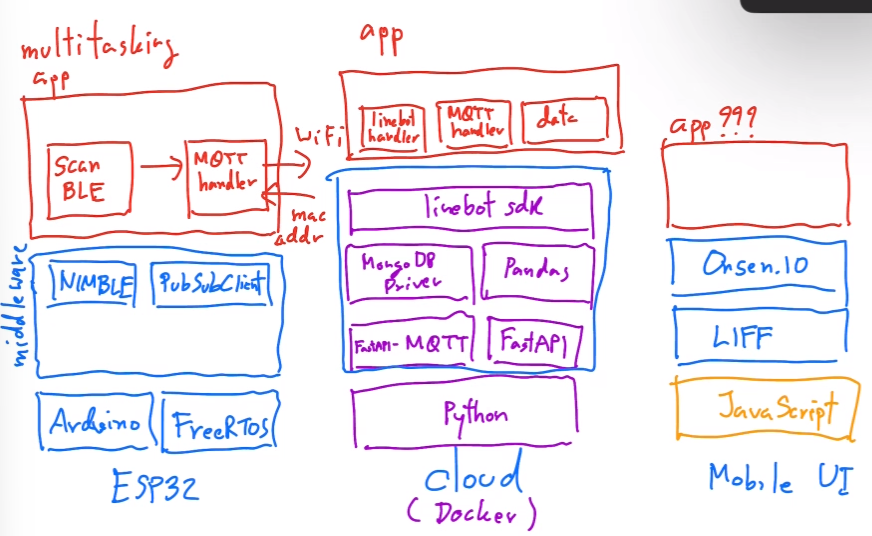 multitasking
app
Scan
BLE
MQTT
handler
WiFi
mac
addr
middleware
NIMBLE
PubSubClient
Arduino
FreeRTOS
ESP32
app
linebot
handler
MQTT
handler
data
linebot sdk
MongoDB
Driver
Pandas
FastAPI-MQTT
FastAPI
Python
Cloud
(Docker)
app???
Onsen.IO
LIFF
JavaScript
Mobile UI